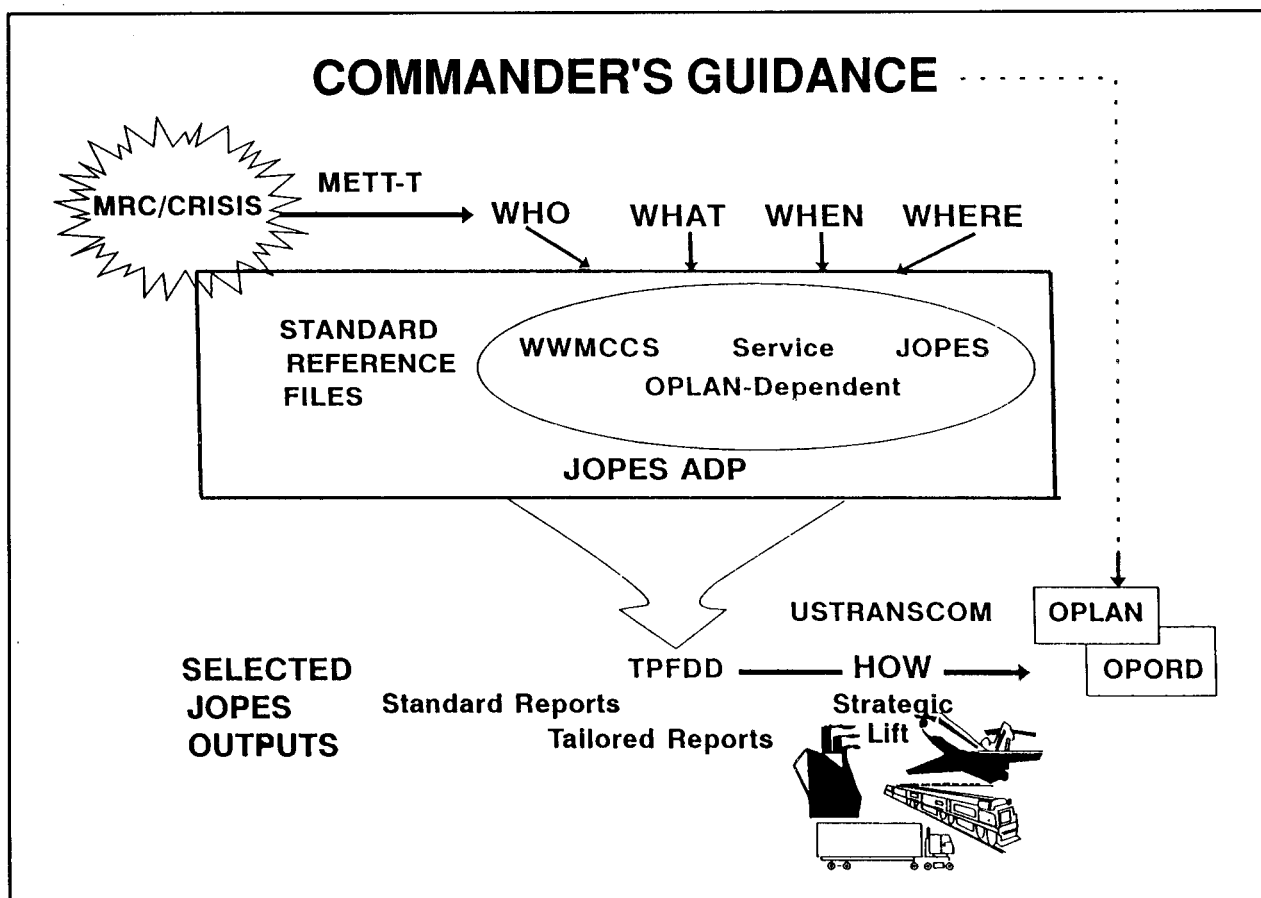 COMMANDER'S GUIDANCE
MRC/CRISIS
METT-T
WHO WHAT WHEN WHERE
STANDARD
REFERENCE
FILES
WWMCCS Service JOPES
OPLAN-Dependent
JOPES ADP
USTRANSCOM
OPLAN
OPORD
SELECTED
JOPES
OUTPUTS
TPFDD
HOW
Standard Reports
Tailored Reports
Strategic
Lift